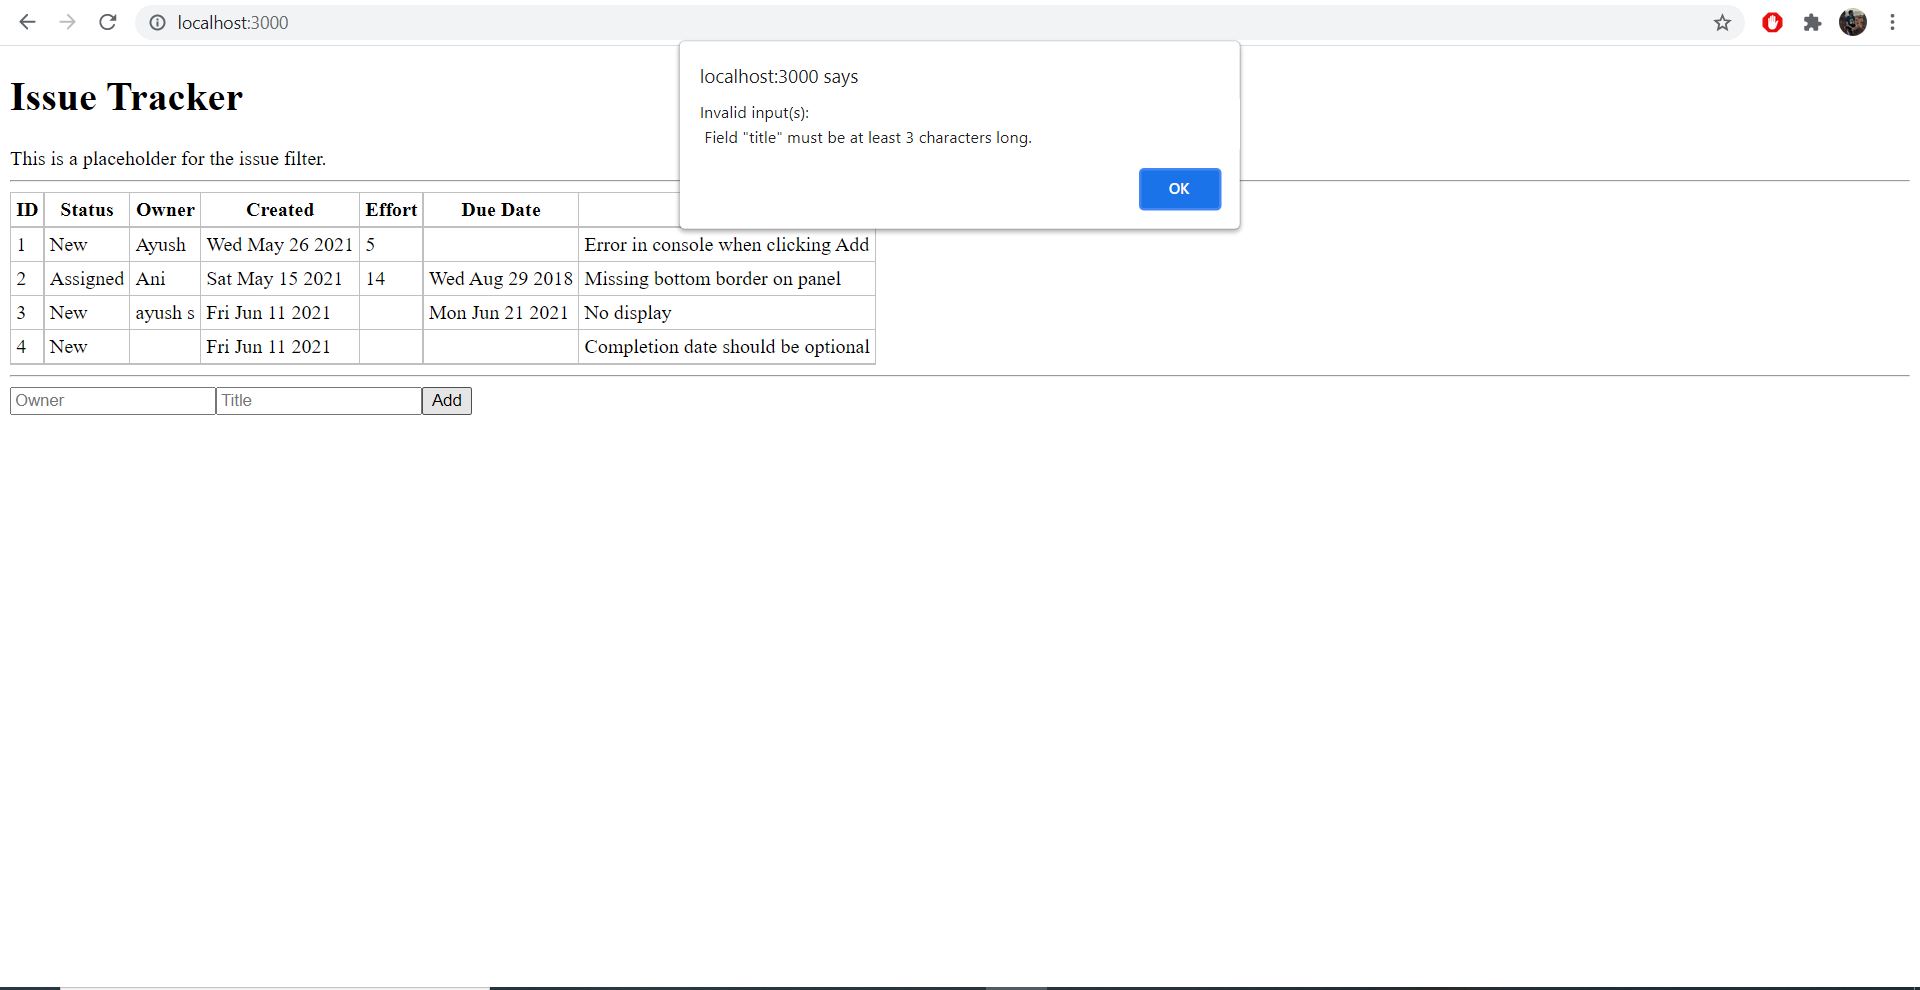 localhost:3000
localhost:3000 says
Invalid input(s):
Field "title" must be at least 3 characters long.
OK
Issue Tracker
This is a placeholder for the issue filter.
ID Status Owner Created Effort Due Date
1 New Ayush Wed May 26 2021 5 Error in console when clicking Add
2 Assigned Ani Sat May 15 2021 14 Wed Aug 29 2018 Missing bottom border on panel
3 New ayush s Fri Jun 11 2021 Mon Jun 21 2021 No display
4 New Fri Jun 11 2021 Completion date should be optional
Owner Title Add